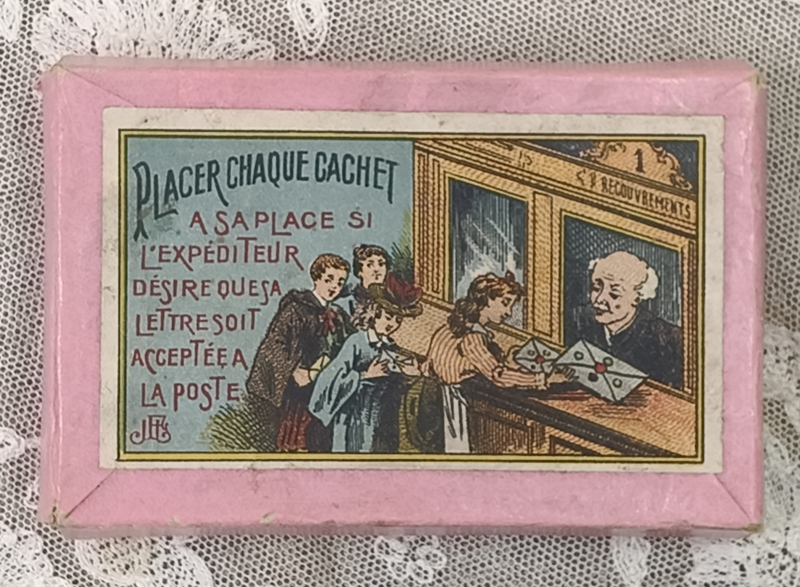 PLACER CHAQUE CACHET
A SA PLACE SI
L'EXPÉDITEUR
DÉSIRE QUE SA
LETTRE SOIT
ACCEPTÉE A
LA POSTE
1
RECOUVREMENTS